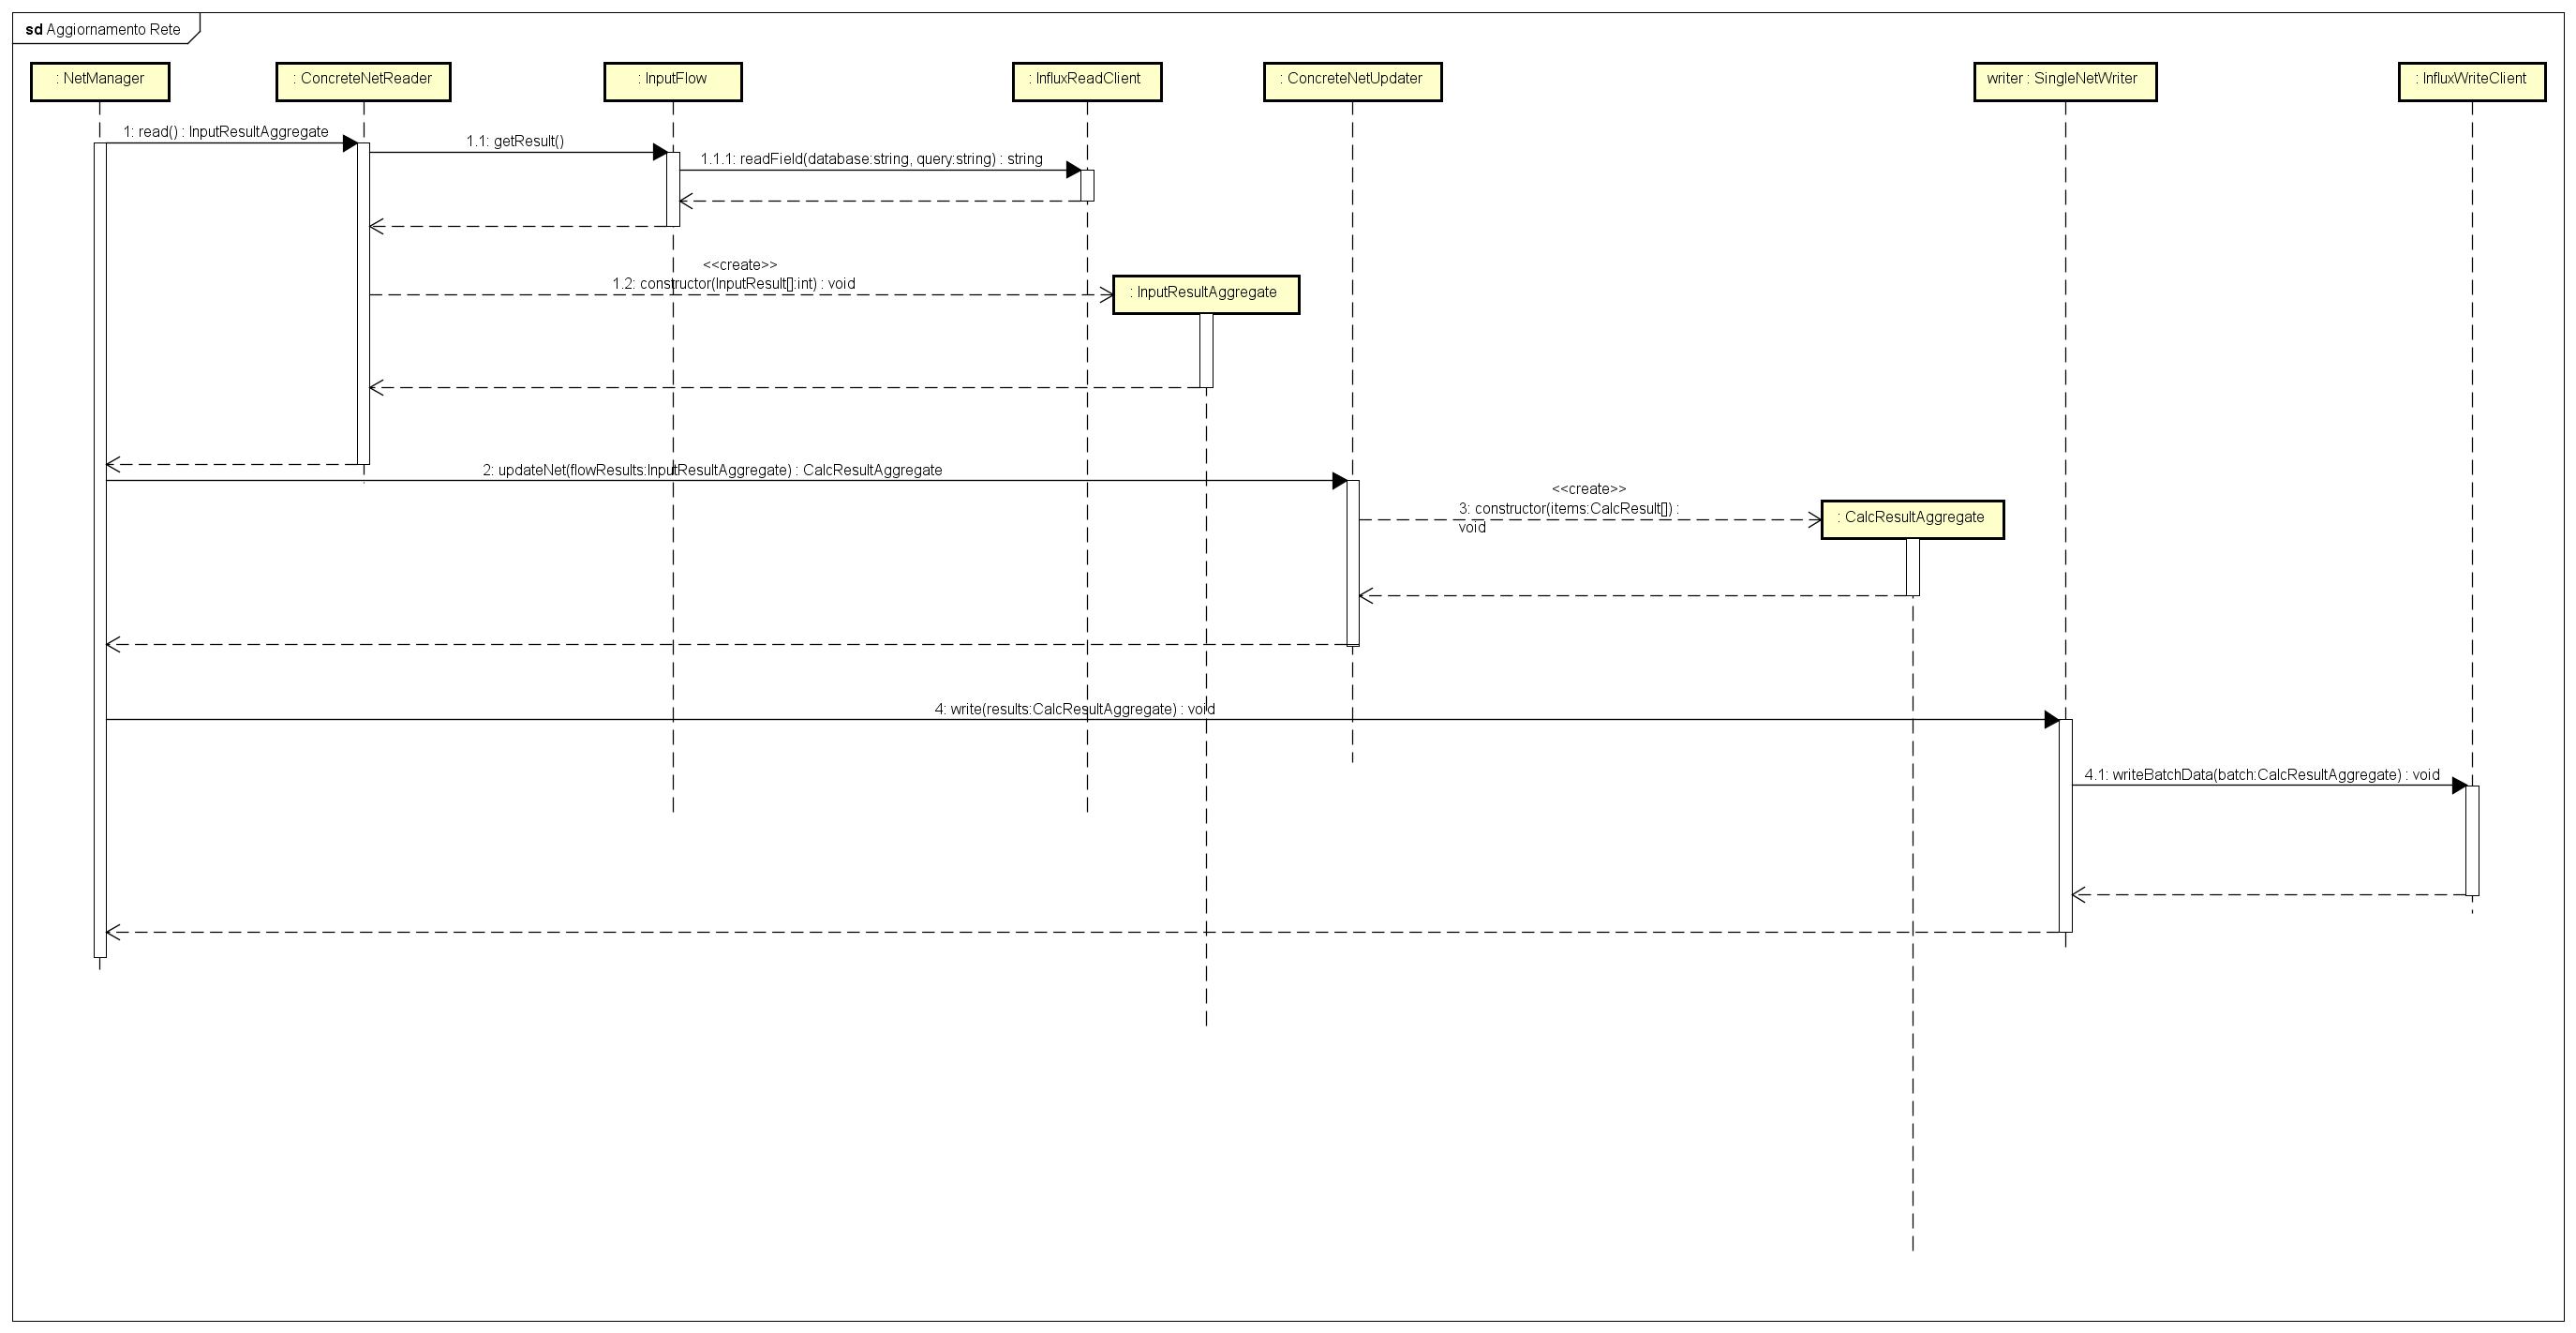 sd Aggiornamento Rete
: NetManager
: ConcreteNetReader
: InputFlow
: InfluxReadClient
: ConcreteNetUpdater
writer : SingleNetWriter
: InfluxWriteClient
1: read() : InputResultAggregate
1.1: getResult()
1.1.1: readField(database:string, query:string) : string
<<create>>
1.2: constructor(InputResult[]:int) : void
: InputResultAggregate
2: updateNet(flowResults:InputResultAggregate) : CalcResultAggregate
<<create>>
3: constructor(items:CalcResult[]) :
void
: CalcResultAggregate
4: write(results:CalcResultAggregate) : void
4.1: writeBatchData(batch:CalcResultAggregate) : void